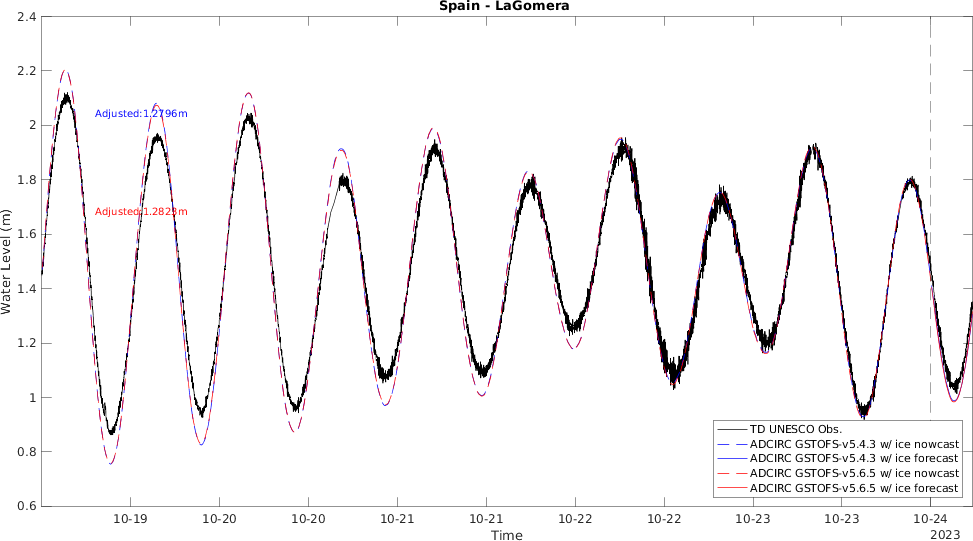 Spain - LaGomera
2.4
2.2
2
1.8
1.6
1.4
1.2
1
0.8
0.6
Water Level (m)
Adjusted:1.2796m
Adjusted:1.2823m
TD UNESCO Obs.
ADCIRC GSTOFS-v5.4.3 w/ ice nowcast
ADCIRC GSTOFS-v5.4.3 w/ ice forecast
ADCIRC GSTOFS-v5.6.5 w/ ice nowcast
ADCIRC GSTOFS-v5.6.5 w/ ice forecast
10-19 10-20 10-20 10-21 10-21 10-22 10-22 10-23 10-23 10-24
2023
Time